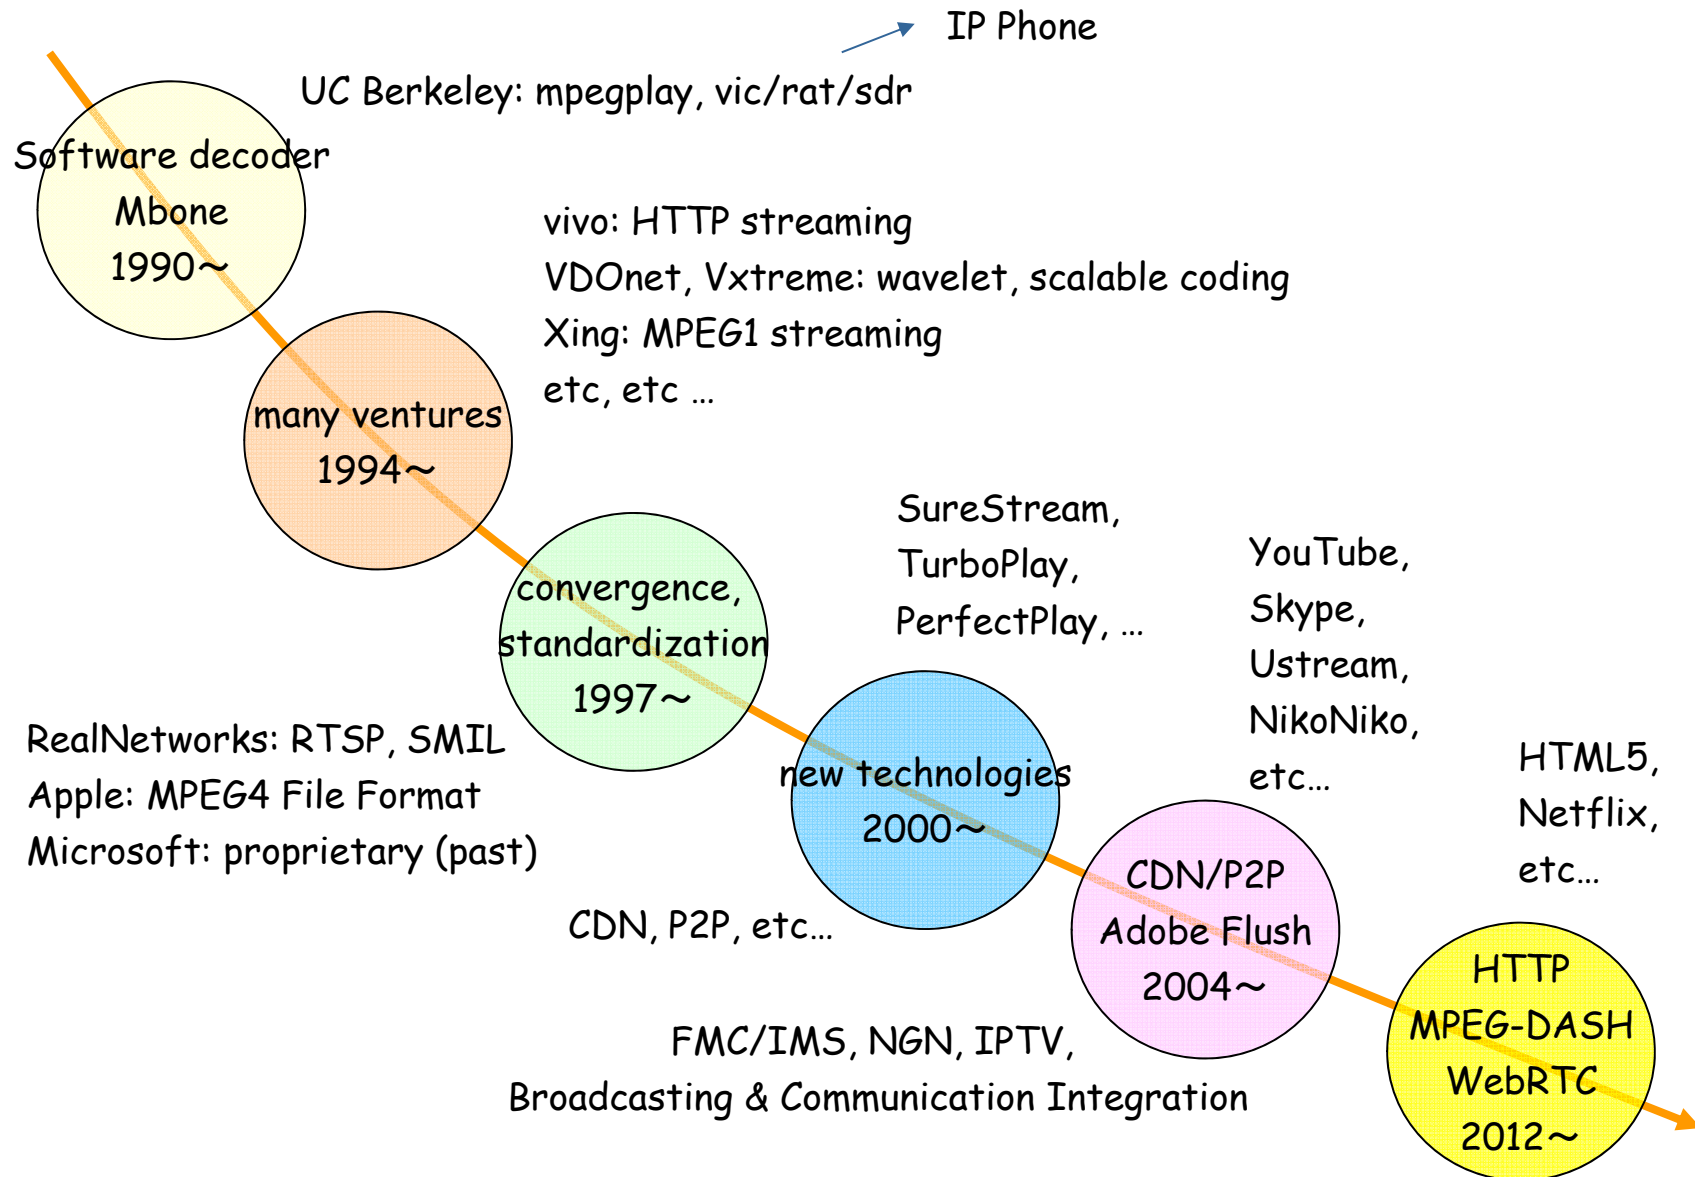 IP Phone
UC Berkeley: mpegplay, vic/rat/sdr
Software decoder
Mbone
1990～
vivo: HTTP streaming
VDOnet, Vxtreme: wavelet, scalable coding
Xing: MPEG1 streaming
etc, etc …
many ventures
1994～
convergence,
standardization
1997～
RealNetworks: RTSP, SMIL
Apple: MPEG4 File Format
Microsoft: proprietary (past)
SureStream,
TurboPlay,
PerfectPlay, …
new technologies
2000～
CDN, P2P, etc…
YouTube,
Skype,
Ustream,
NikoNiko,
etc…
CDN/P2P
Adobe Flush
2004～
FMC/IMS, NGN, IPTV,
Broadcasting & Communication Integration
HTML5,
Netflix,
etc…
HTTP
MPEG-DASH
WebRTC
2012～